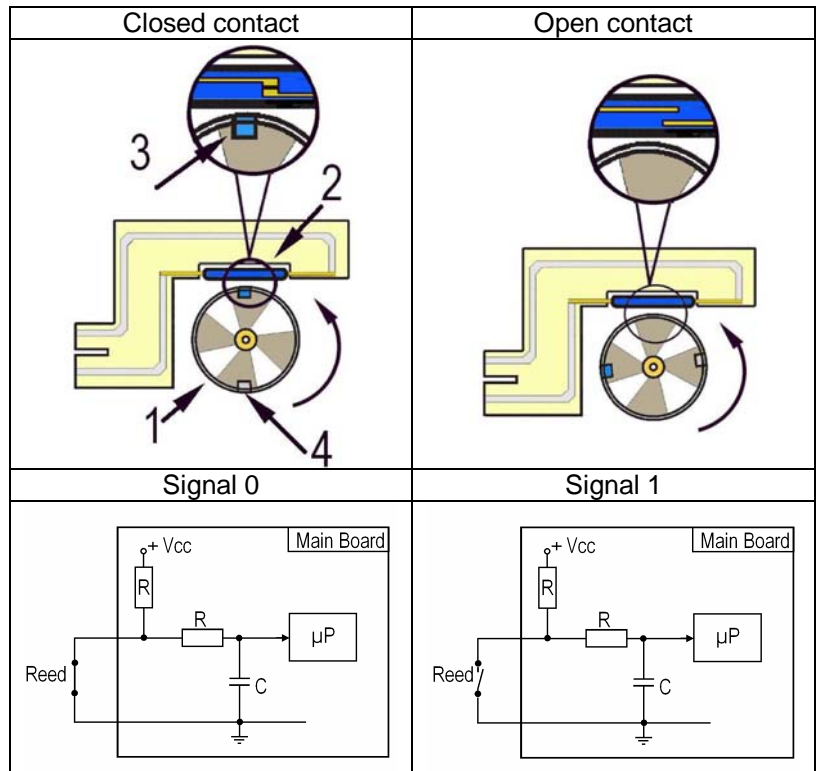 Closed contact
Open contact
3
2
1
4
Signal 0
Signal 1
+ Vcc
Main Board
R
R
µP
Reed
C
+ Vcc
Main Board
R
R
µP
Reed
C